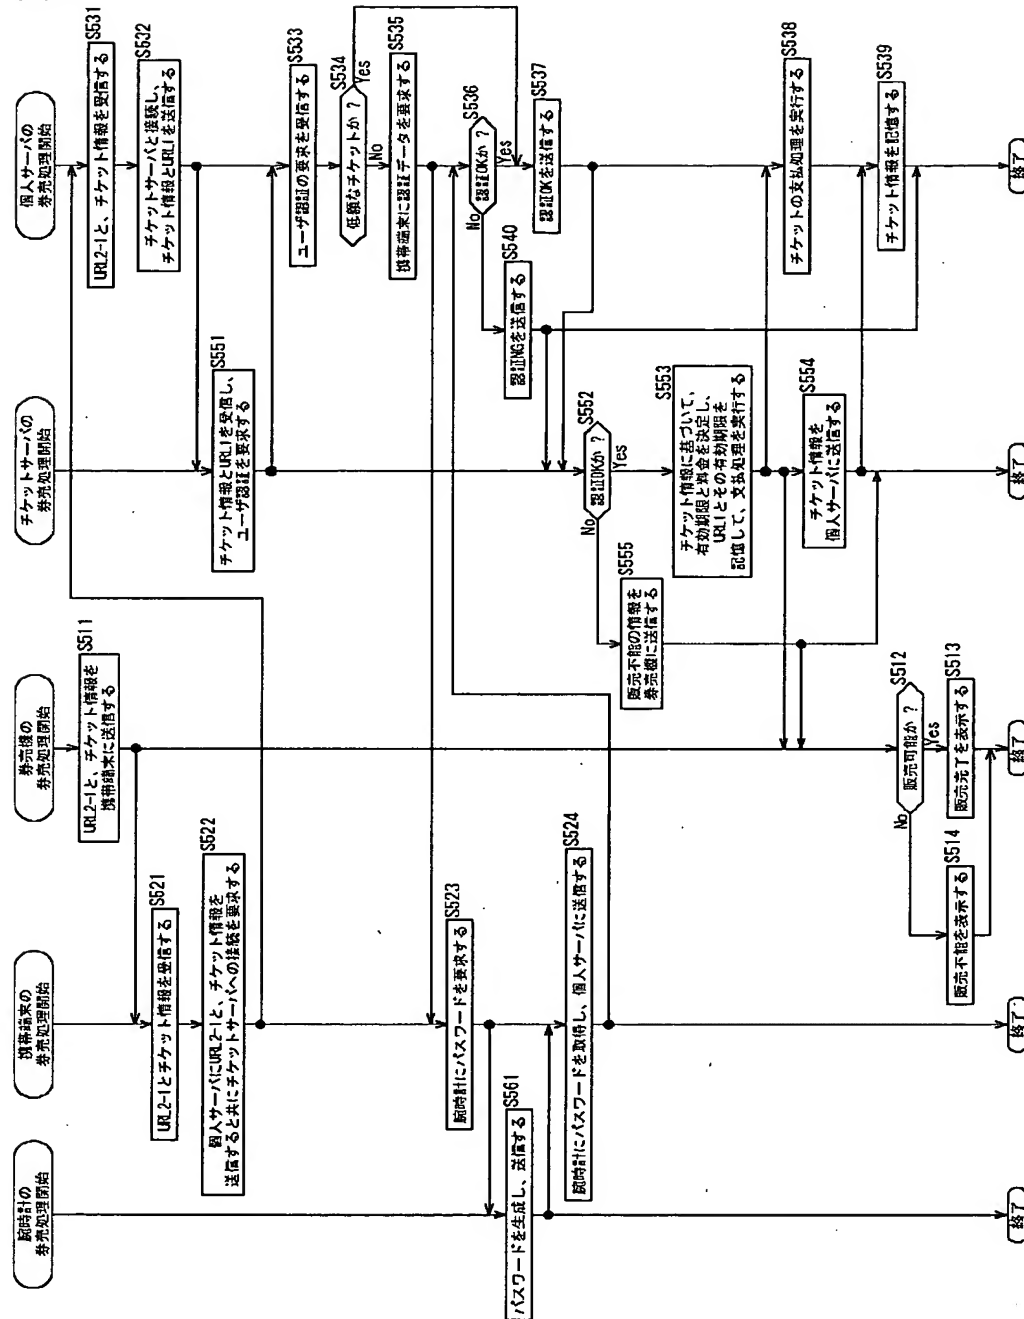 腕時計の
券売処理開始
携帯端末の
券売処理開始
券売機の
券売処理開始
チケットサーバの
券売処理開始
個人サーバの
券売処理開始
S511
URL2-1と、チケット情報を
携帯端末に送信する
S521
URL2-1とチケット情報を受信する
S522
個人サーバにURL2-1と、チケット情報を
送信すると共にチケットサーバへの接続を要求する
S531
URL2-1と、チケット情報を受信する
S532
チケットサーバと接続し、
チケット情報とURL1を送信する
S551
チケット情報とURL1を受信し、
ユーザ認証を要求する
S533
ユーザ認証の要求を受信する
S534
低額なチケットか？
Yes
No
S535
携帯端末に認証データを要求する
S523
腕時計にパスワードを要求する
S561
パスワードを生成し、送信する
S524
腕時計にパスワードを取得し、個人サーバに送信する
S536
認証OKか？
Yes
No
S537
認証OKを送信する
S540
認証NGを送信する
S552
認証OKか？
Yes
No
S553
チケット情報に基づいて、
有効期限と料金を決定し、
URL1とその有効期限を
記憶して、支払処理を実行する
S555
販売不能の情報を
券売機に送信する
S538
チケットの支払処理を実行する
S554
チケット情報を
個人サーバに送信する
S539
チケット情報を記憶する
S512
販売可能か？
Yes
No
S513
販売完了を表示する
S514
販売不能を表示する
終了
終了
終了
終了
終了